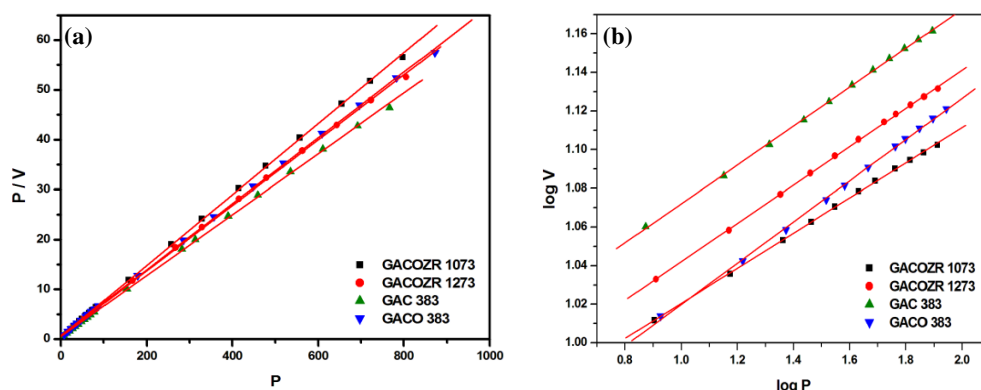 (a)
60
50
40
30
20
10
0
P / V
0 200 400 600 800 1000
P
GACOZR 1073
GACOZR 1273
GAC 383
GACO 383
(b)
1.16
1.14
1.12
1.10
1.08
1.06
1.04
1.02
1.00
log V
0.8 1.0 1.2 1.4 1.6 1.8 2.0
log P
GACOZR 1073
GACOZR 1273
GAC 383
GACO 383